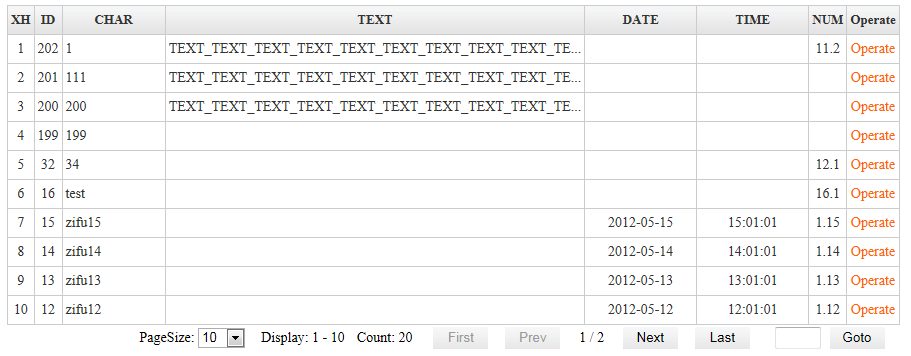 XH ID CHAR TEXT DATE TIME NUM Operate
1 202 1 TEXT_TEXT_TEXT_TEXT_TEXT_TEXT_TEXT_TEXT_TEXT_TE... 11.2 Operate
2 201 111 TEXT_TEXT_TEXT_TEXT_TEXT_TEXT_TEXT_TEXT_TEXT_TE... Operate
3 200 200 TEXT_TEXT_TEXT_TEXT_TEXT_TEXT_TEXT_TEXT_TEXT_TE... Operate
4 199 199 Operate
5 32 34 12.1 Operate
6 16 test 16.1 Operate
7 15 zifu15 2012-05-15 15:01:01 1.15 Operate
8 14 zifu14 2012-05-14 14:01:01 1.14 Operate
9 13 zifu13 2012-05-13 13:01:01 1.13 Operate
10 12 zifu12 2012-05-12 12:01:01 1.12 Operate
PageSize: 10 Display: 1 - 10 Count: 20 First Prev 1 / 2 Next Last Goto